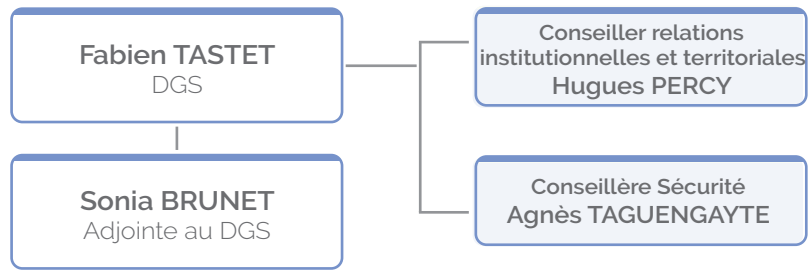 Fabien TASTET
DGS
Sonia BRUNET
Adjointe au DGS
Conseiller relations
institutionnelles et territoriales
Hugues PERCY
Conseillère Sécurité
Agnès TAGUENGAYTE